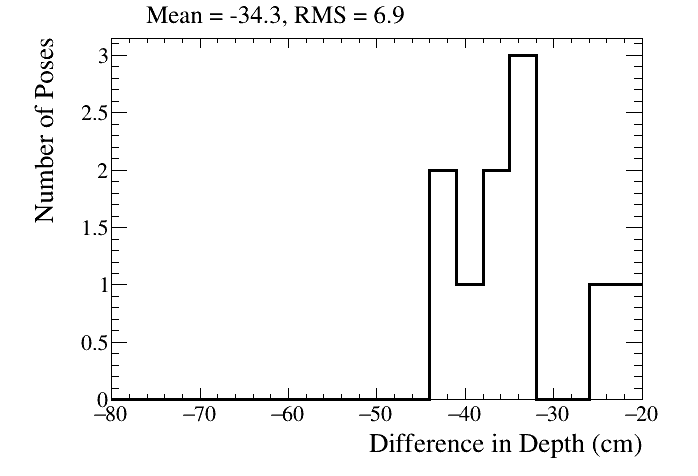 Mean = -34.3, RMS = 6.9
Number of Poses
3
2.5
2
1.5
1
0.5
0
−80 −70 −60 −50 −40 −30 −20
Difference in Depth (cm)